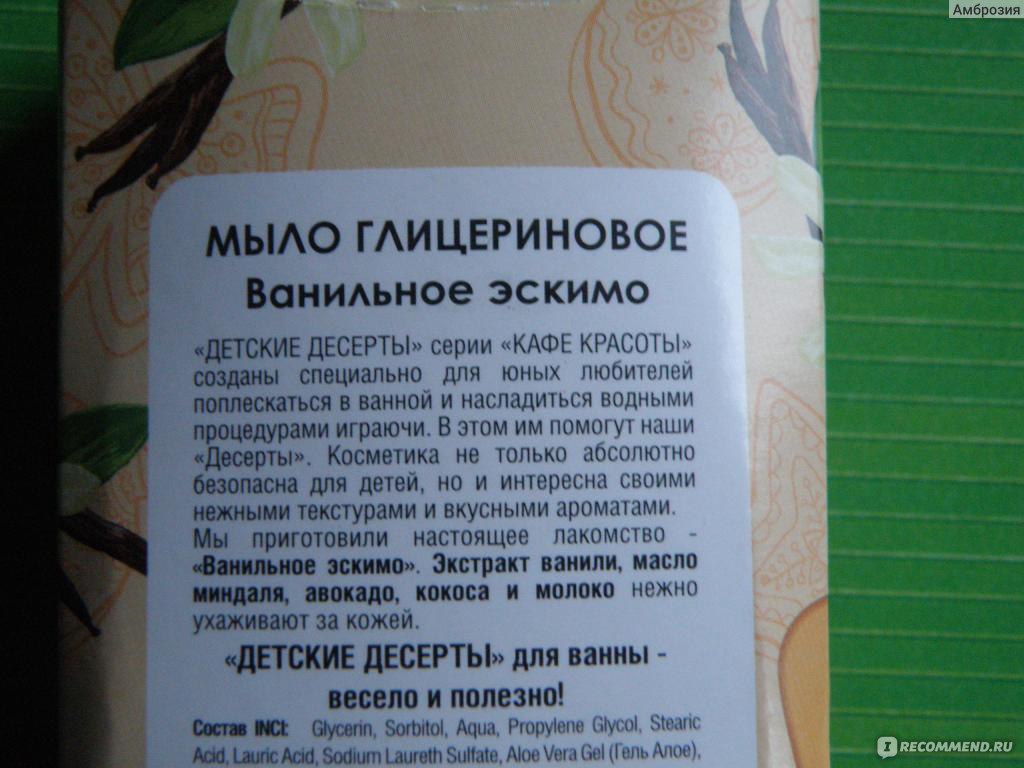 Амброзия
МЫЛО ГЛИЦЕРИНОВОЕ
Ванильное эскимо
«ДЕТСКИЕ ДЕСЕРТЫ» серии «КАФЕ КРАСОТЫ»
созданы специально для юных любителей
поплескаться в ванной и насладиться водными
процедурами играючи. В этом им помогут наши
«Десерты». Косметика не только абсолютно
безопасна для детей, но и интересна своими
нежными текстурами и вкусными ароматами.
Мы приготовили настоящее лакомство -
«Ванильное эскимо». Экстракт ванили, масло
миндаля, авокадо, кокоса и молоко нежно
ухаживают за кожей.
«ДЕТСКИЕ ДЕСЕРТЫ» для ванны -
весело и полезно!
Состав INCI: Glycerin, Sorbitol, Aqua, Propylene Glycol, Stearic
Acid, Lauric Acid, Sodium Laureth Sulfate, Aloe Vera Gel (Гель Алое),
IRECOMMEND.RU